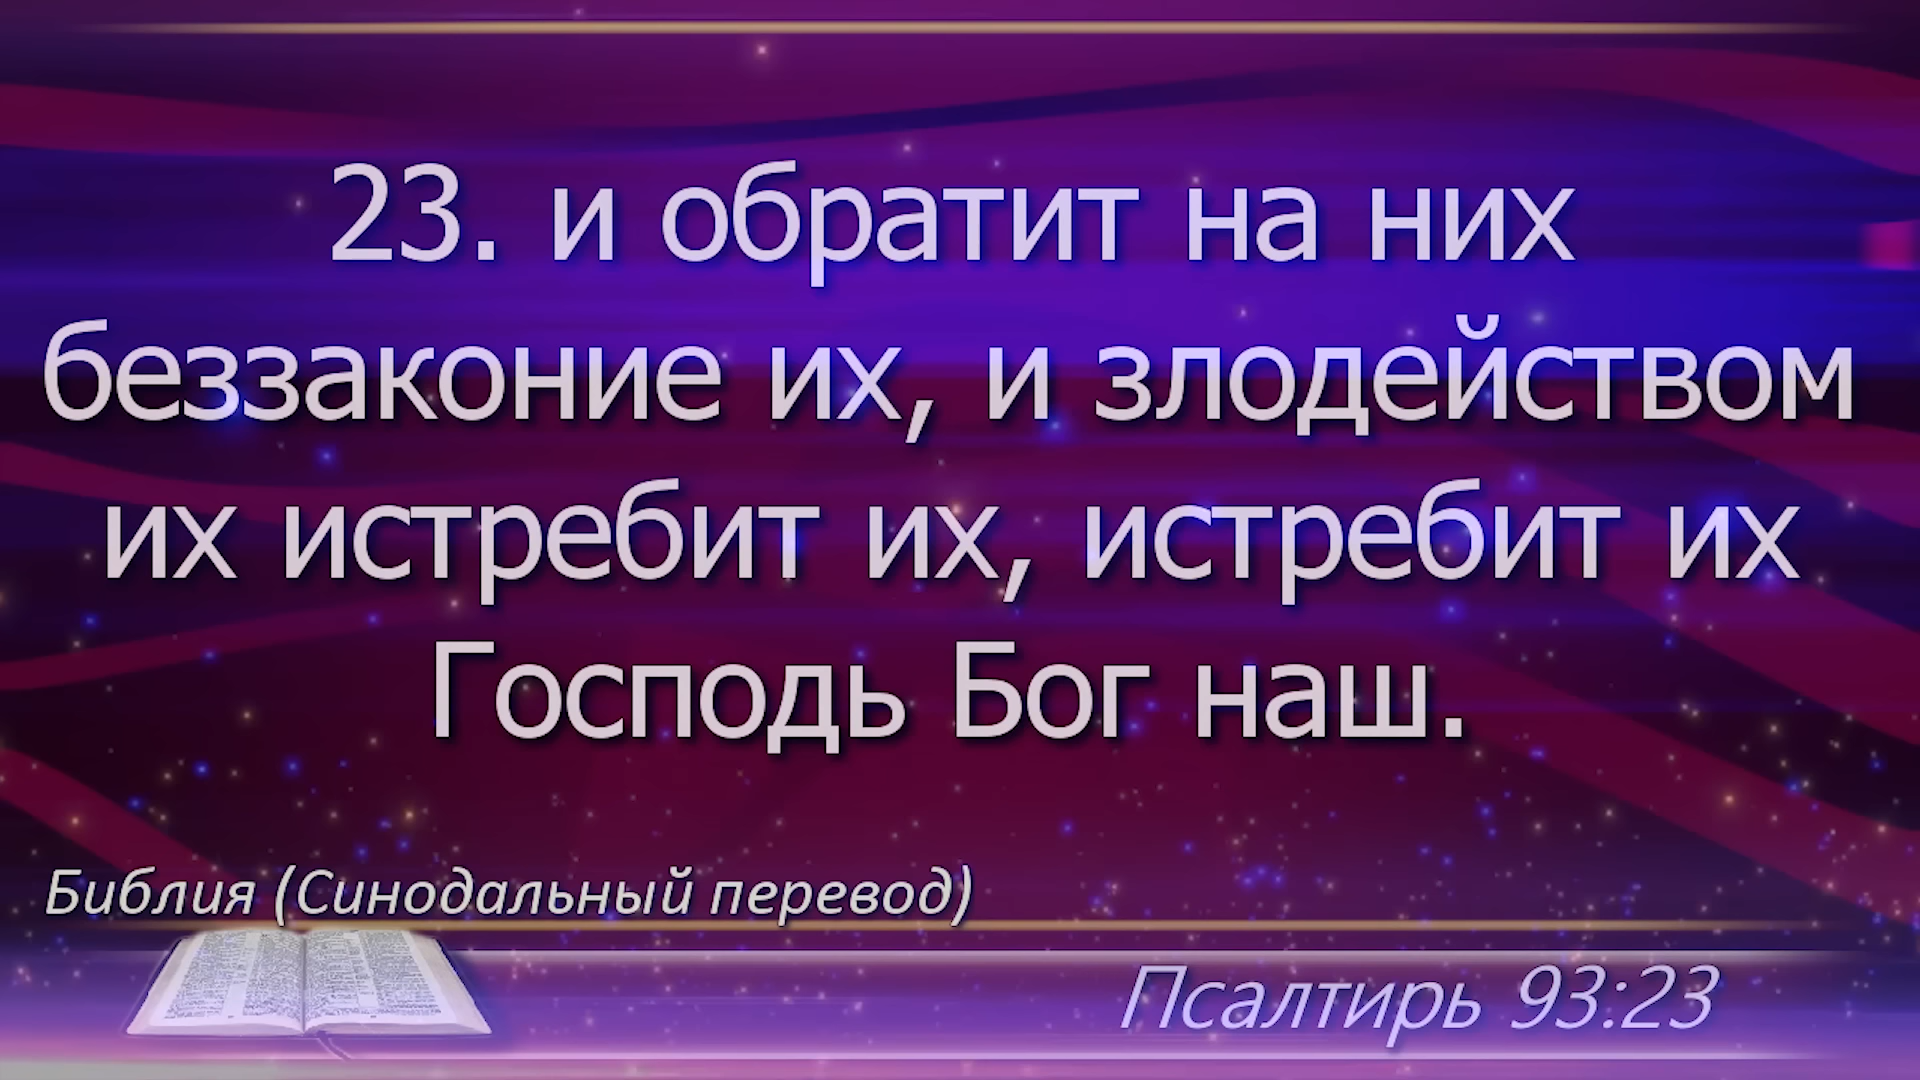 23. и обратит на них
беззаконие их, и злодейством
их истребит их, истребит их
Господь Бог наш.
Библия (Синодальный перевод)
Псалтирь 93:23